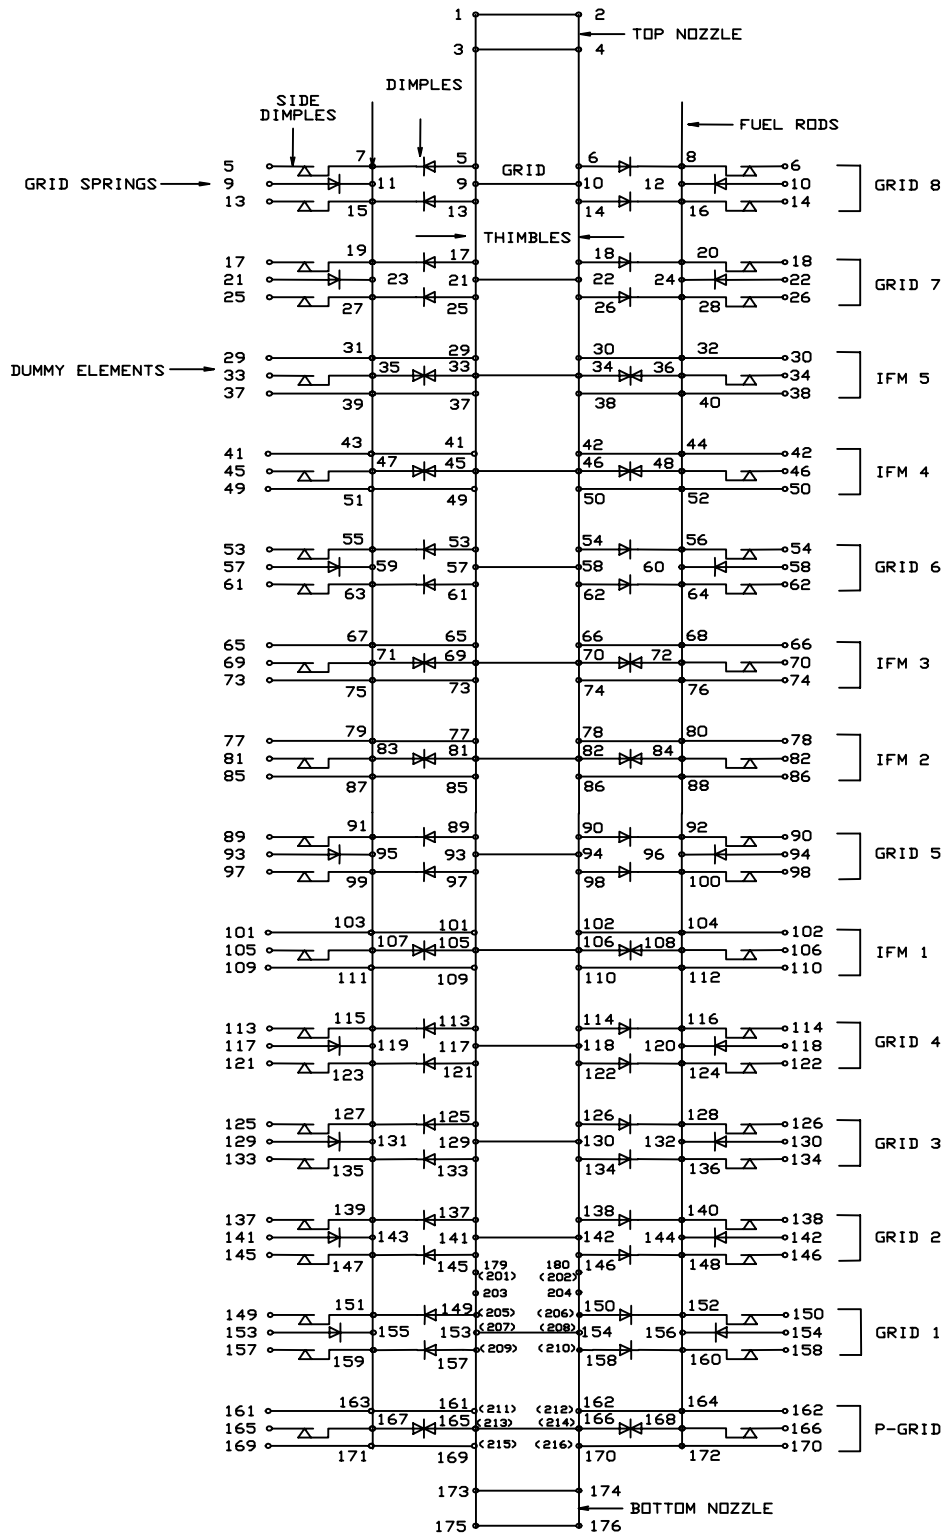 1 2
TOP NOZZLE
3 4
DIMPLES
SIDE
DIMPLES
FUEL RODS
7 8
5 5 GRID 6 6
GRID SPRINGS 9 11 9 10 12 10 GRID 8
13 13 14 14
15 16
THIMBLES
19 17 18 20
17 18
21 23 21 22 24 22 GRID 7
25 25 26 26
27 28
31 29 30 32
29 30
DUMMY ELEMENTS 33 35 33 34 36 34 IFM 5
37 38
39 37 38 40
43 41 42 44
41 42
45 47 45 46 48 46 IFM 4
49 50
51 49 50 52
55 53 54 56
53 54
57 59 57 58 60 58 GRID 6
61 62
63 61 62 64
67 65 66 68
65 66
69 71 69 70 72 70 IFM 3
73 74
75 73 74 76
79 77 78 80
77 78
81 83 81 82 84 82 IFM 2
85 86
87 85 86 88
91 89 90 92
89 90
93 95 93 94 96 94 GRID 5
97 98
99 97 98 100
103 101 102 104
101 102
105 107 105 106 108 106 IFM 1
109 110
111 109 110 112
115 113 114 116
113 114
117 119 117 118 120 118 GRID 4
121 122
123 121 122 124
127 125 126 128
125 126
129 131 129 130 132 130 GRID 3
133 134
135 133 134 136
139 137 138 140
137 138
141 143 141 142 144 142 GRID 2
145 146
147 145 146 148
179 180
(201) (202)
203 204
151 149 (205) (206) 150 152
149 150
153 155 153 (207) (208) 154 156 154 GRID 1
157 (209) (210) 158
159 157 158 160
163 161 (211) (212) 162 164
161 162
165 167 165 (213) (214) 166 168 166 P-GRID
169 (215) (216) 170
171 169 170 172
173 174
BOTTOM NOZZLE
175 176